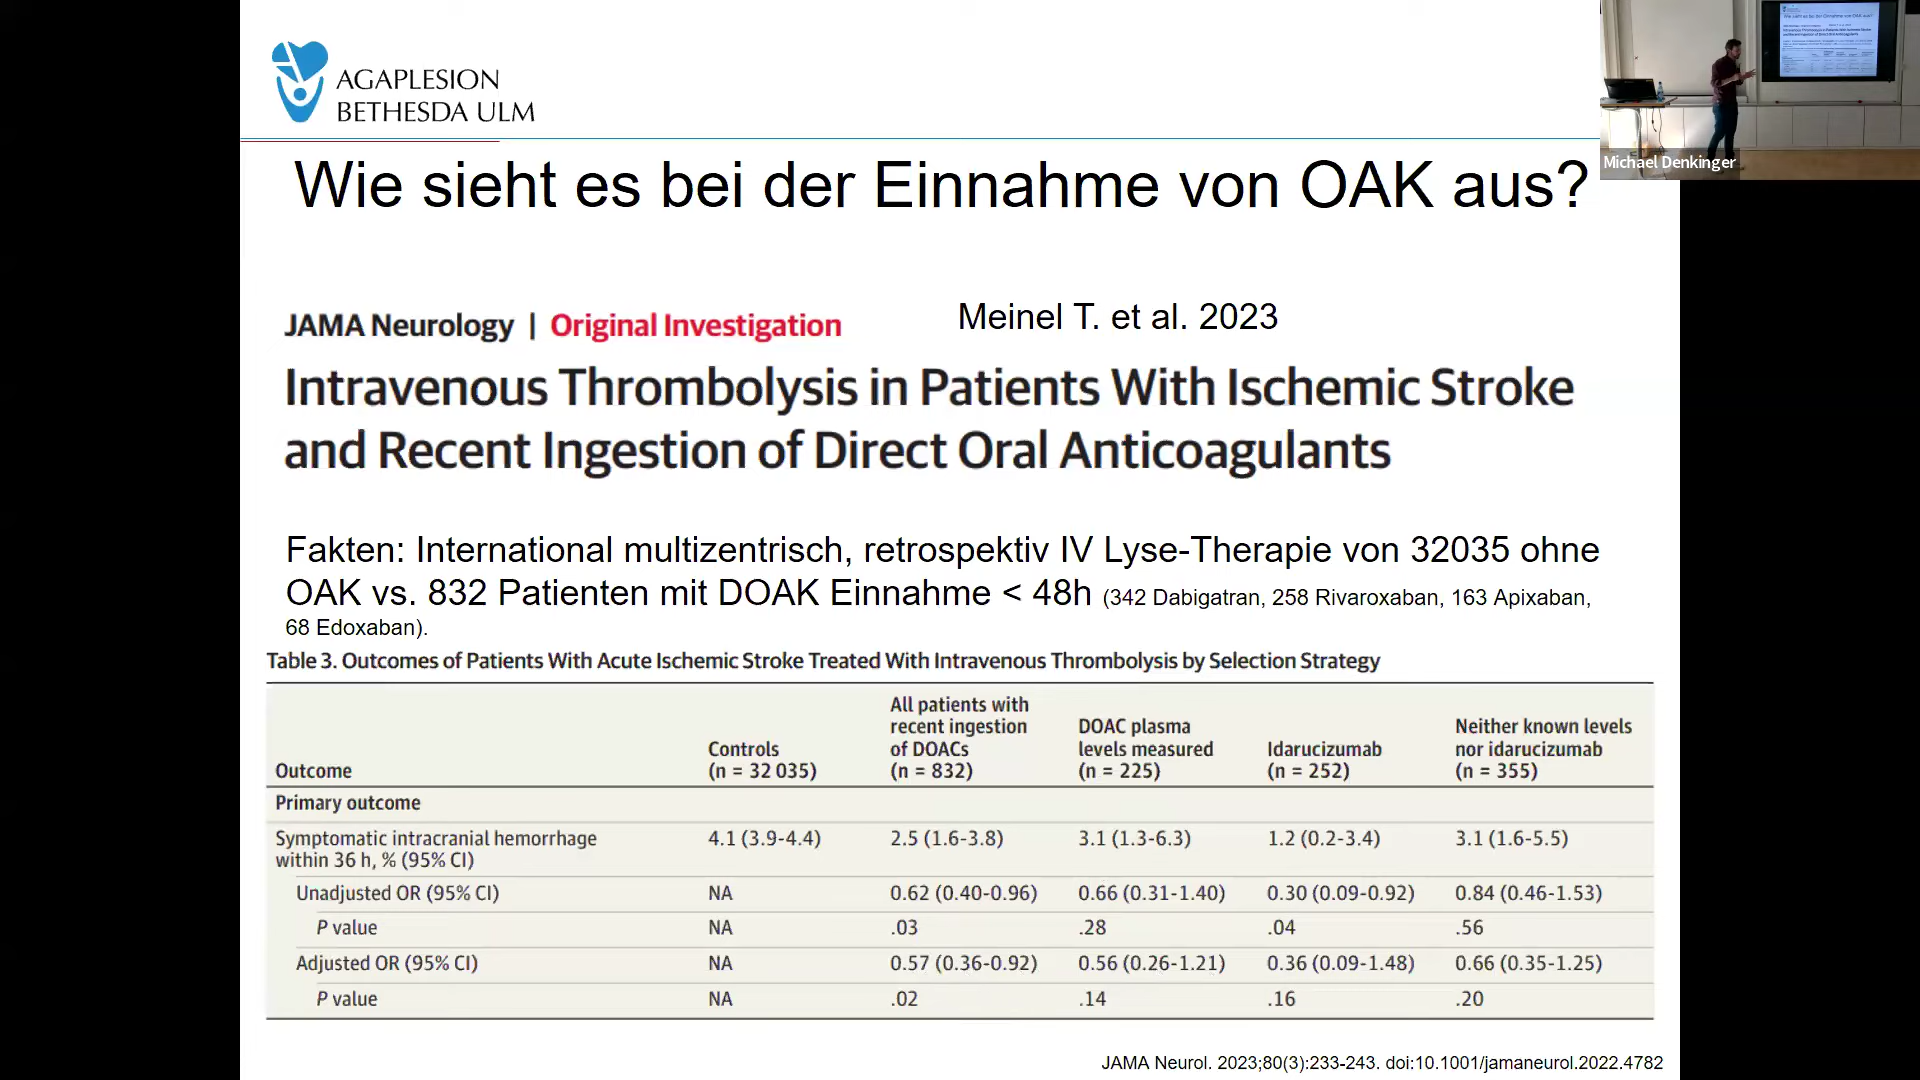 AGAPLESION
BETHESDA ULM
Wie sieht es bei der Einnahme von OAK aus?
Michael Denkinger
JAMA Neurology | Original Investigation
Meinel T. et al. 2023
Intravenous Thrombolysis in Patients With Ischemic Stroke
and Recent Ingestion of Direct Oral Anticoagulants
Fakten: International multizentrisch, retrospektiv IV Lyse-Therapie von 32035 ohne
OAK vs. 832 Patienten mit DOAK Einnahme < 48h (342 Dabigatran, 258 Rivaroxaban, 163 Apixaban,
68 Edoxaban).
Table 3. Outcomes of Patients With Acute Ischemic Stroke Treated With Intravenous Thrombolysis by Selection Strategy
All patients with
recent ingestion DOAC plasma Neither known levels
Controls of DOACs levels measured Idarucizumab nor idarucizumab
Outcome (n = 32 035) (n = 832) (n = 225) (n = 252) (n = 355)
Primary outcome
Symptomatic intracranial hemorrhage 4.1 (3.9-4.4) 2.5 (1.6-3.8) 3.1 (1.3-6.3) 1.2 (0.2-3.4) 3.1 (1.6-5.5)
within 36 h, % (95% CI)
Unadjusted OR (95% CI) NA 0.62 (0.40-0.96) 0.66 (0.31-1.40) 0.30 (0.09-0.92) 0.84 (0.46-1.53)
P value NA .03 .28 .04 .56
Adjusted OR (95% CI) NA 0.57 (0.36-0.92) 0.56 (0.26-1.21) 0.36 (0.09-1.48) 0.66 (0.35-1.25)
P value NA .02 .14 .16 .20
JAMA Neurol. 2023;80(3):233-243. doi:10.1001/jamaneurol.2022.4782